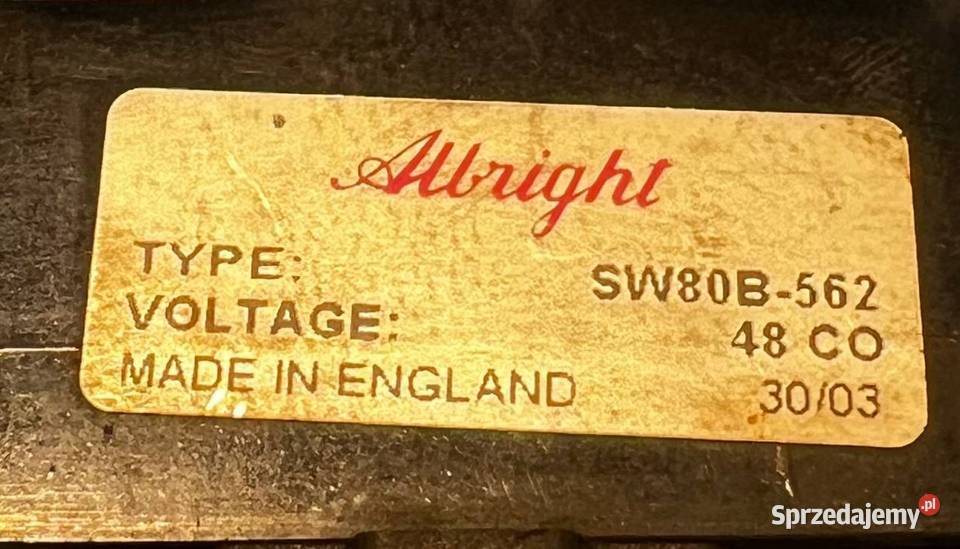 Albright
TYPE: SW80B-562
VOLTAGE: 48 CO
MADE IN ENGLAND 30/03
Sprzedajemy.pl